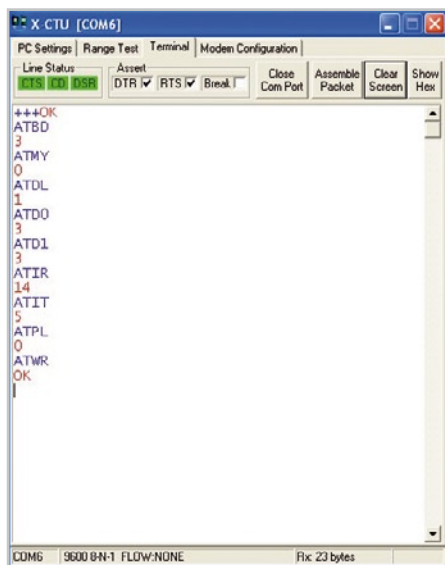 X-CTU [COM6]
PC Settings Range Test Terminal Modem Configuration
Line Status Assert
CTS CD DSR DTR RTS Break
Close Com Port
Assemble Packet
Clear Screen
Show Hex
+++OK
ATBD
3
ATMY
0
ATDL
1
ATD0
3
ATD1
3
ATIR
14
ATIT
5
ATPL
0
ATWR
OK
COM6 9600 8-N-1 FLOW:NONE Rx: 23 bytes